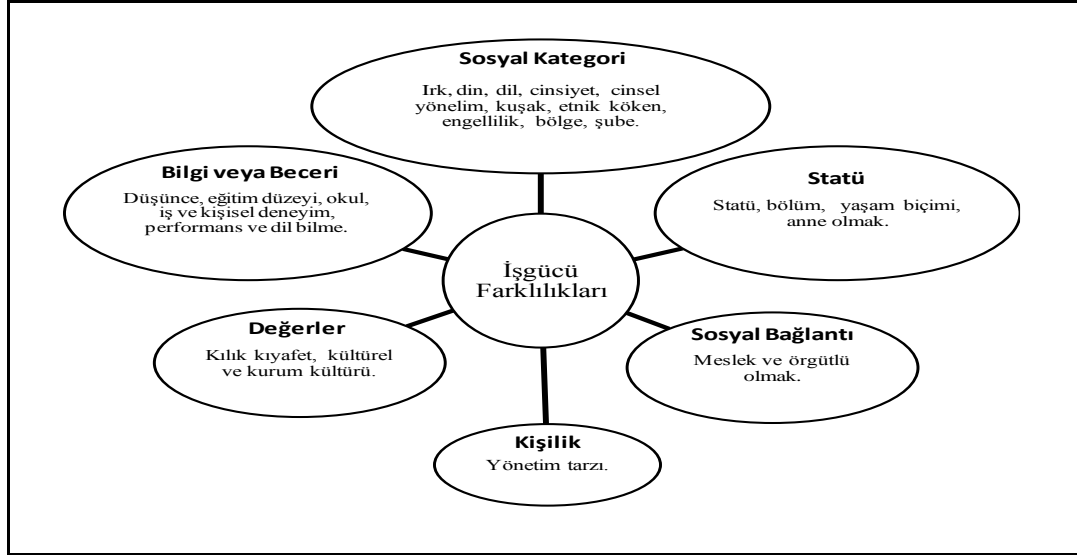 Sosyal Kategori
Irk, din, dil, cinsiyet, cinsel
yönelim, kuşak, etnik köken,
engellilik, bölge, şube.
Bilgi veya Beceri
Düşünce, eğitim düzeyi, okul,
iş ve kişisel deneyim,
performans ve dil bilme.
Statü
Statü, bölüm, yaşam biçimi,
anne olmak.
İşgücü
Farklılıkları
Değerler
Kılık kıyafet, kültürel
ve kurum kültürü.
Sosyal Bağlantı
Meslek ve örgütlü
olmak.
Kişilik
Yönetim tarzı.